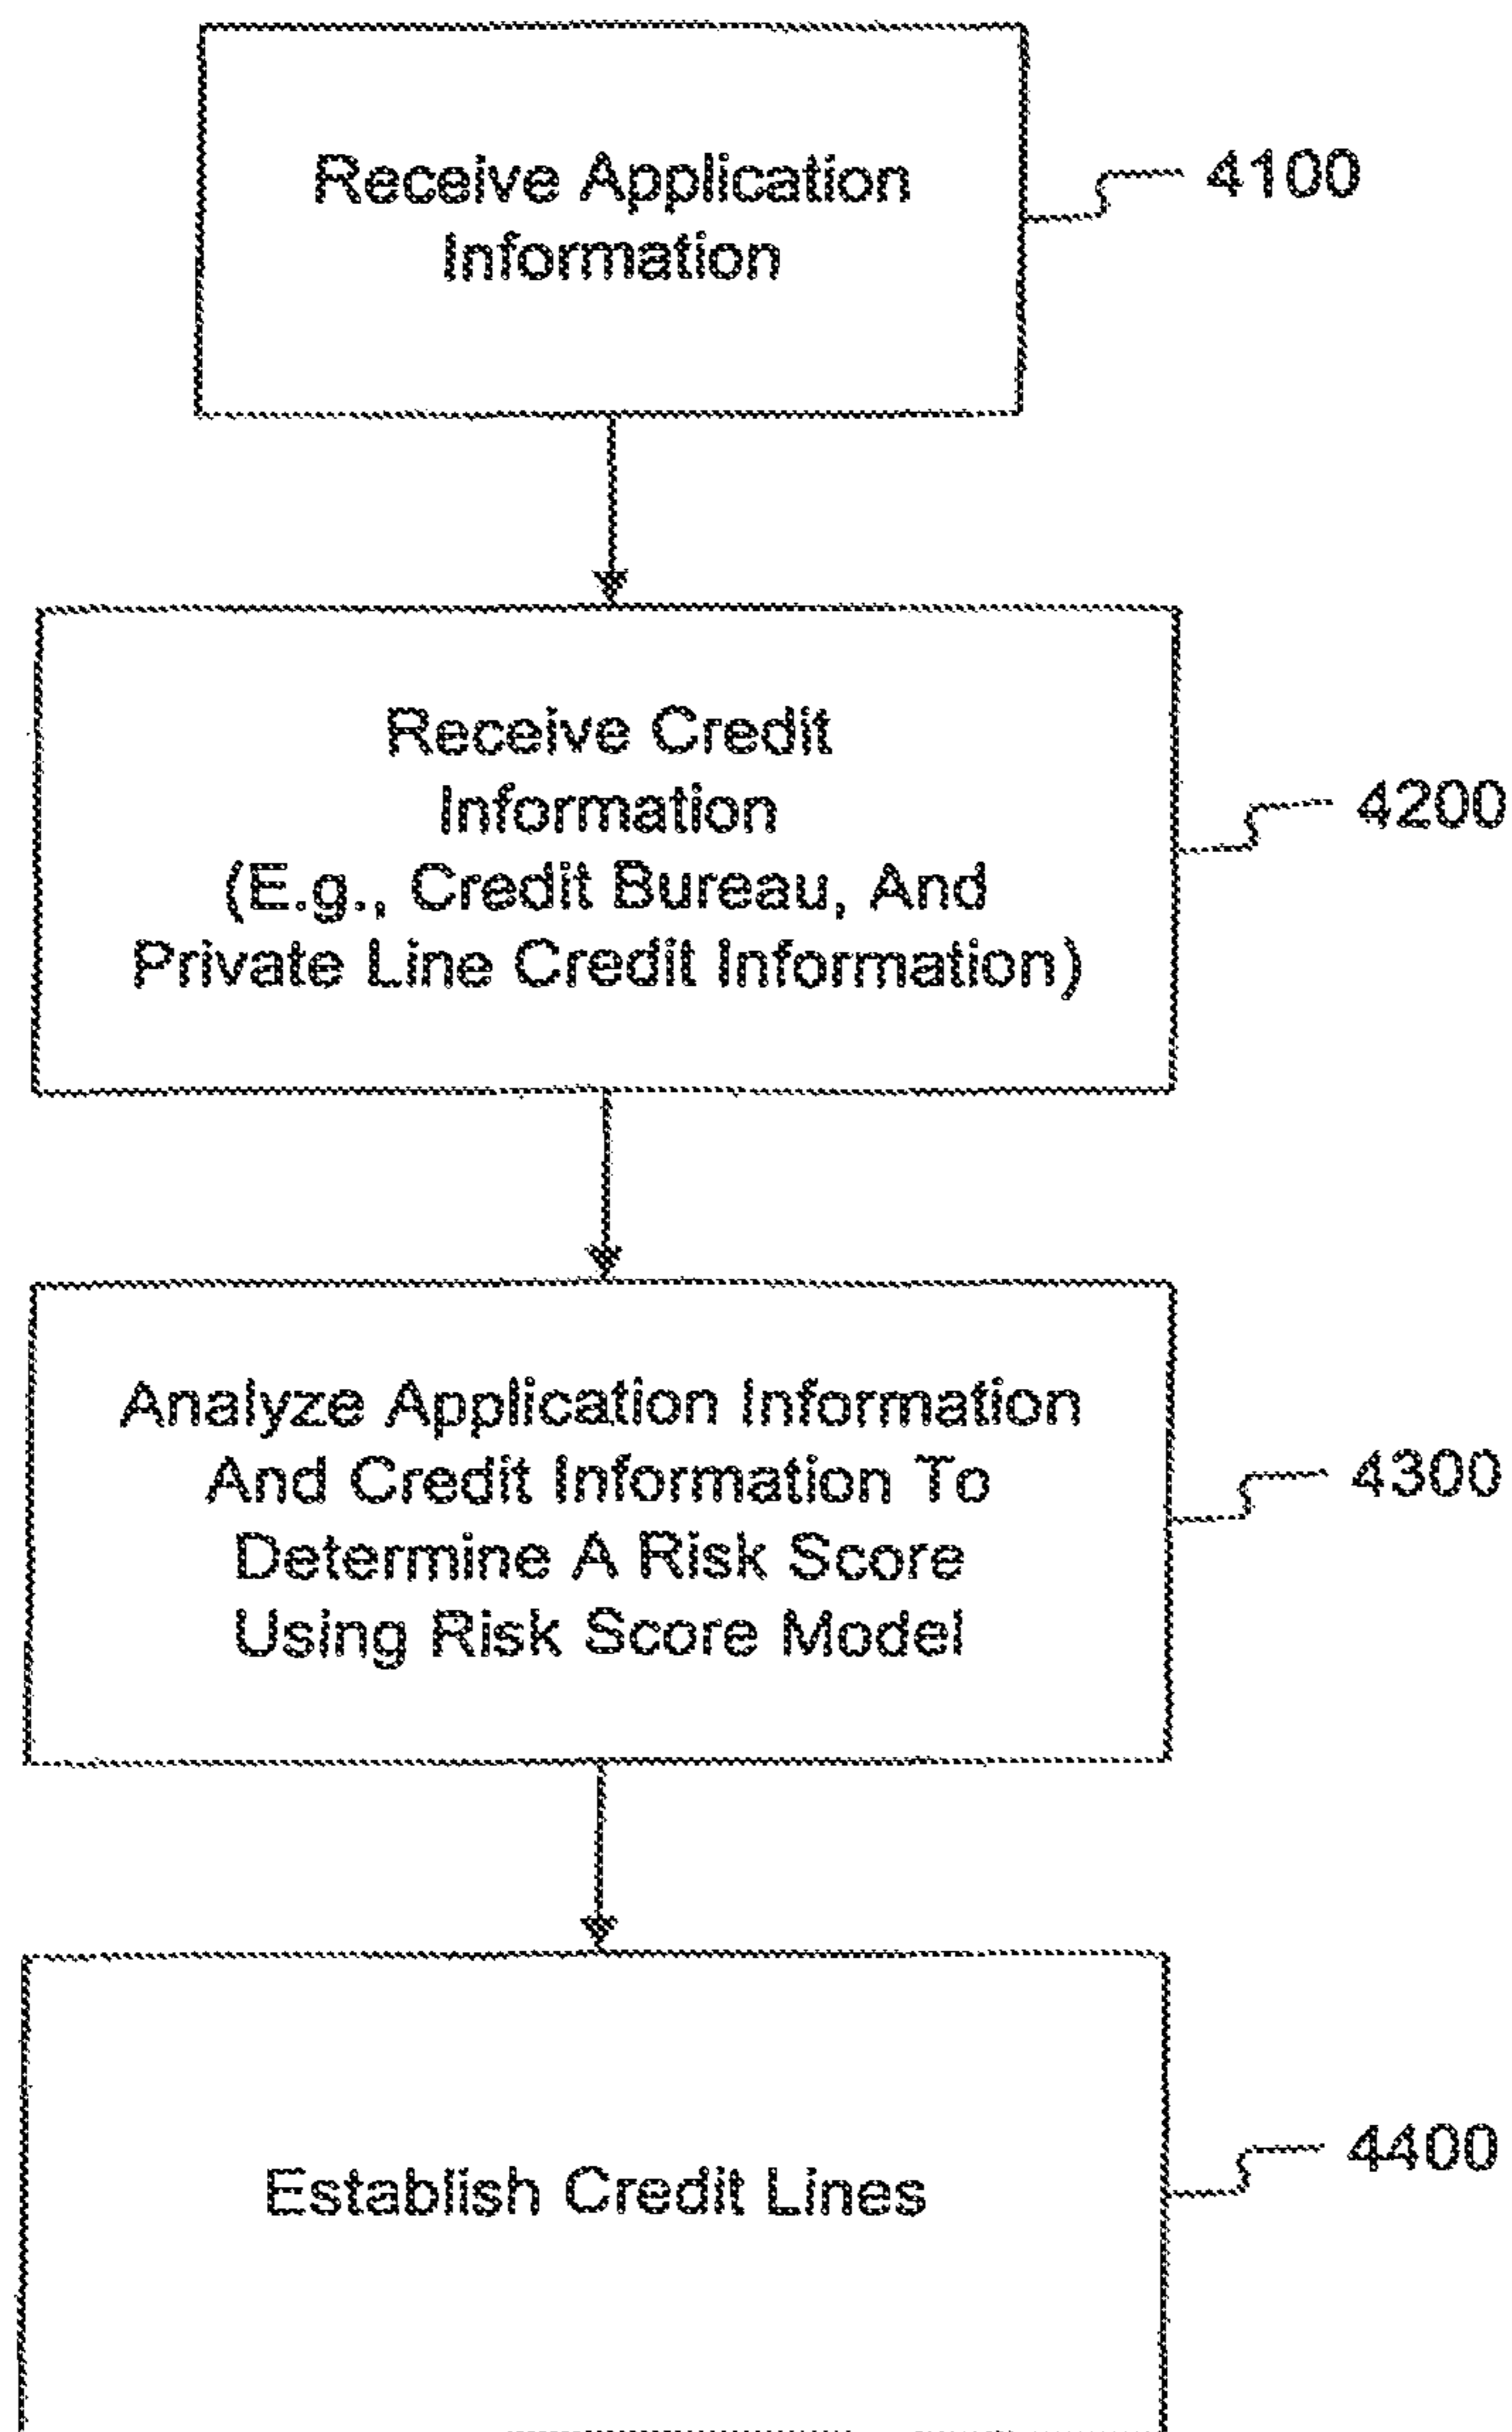 Receive Application
Information
4100
Receive Credit
Information
(E.g., Credit Bureau, And
Private Line Credit Information)
4200
Analyze Application Information
And Credit Information To
Determine A Risk Score
Using Risk Score Model
4300
Establish Credit Lines
4400